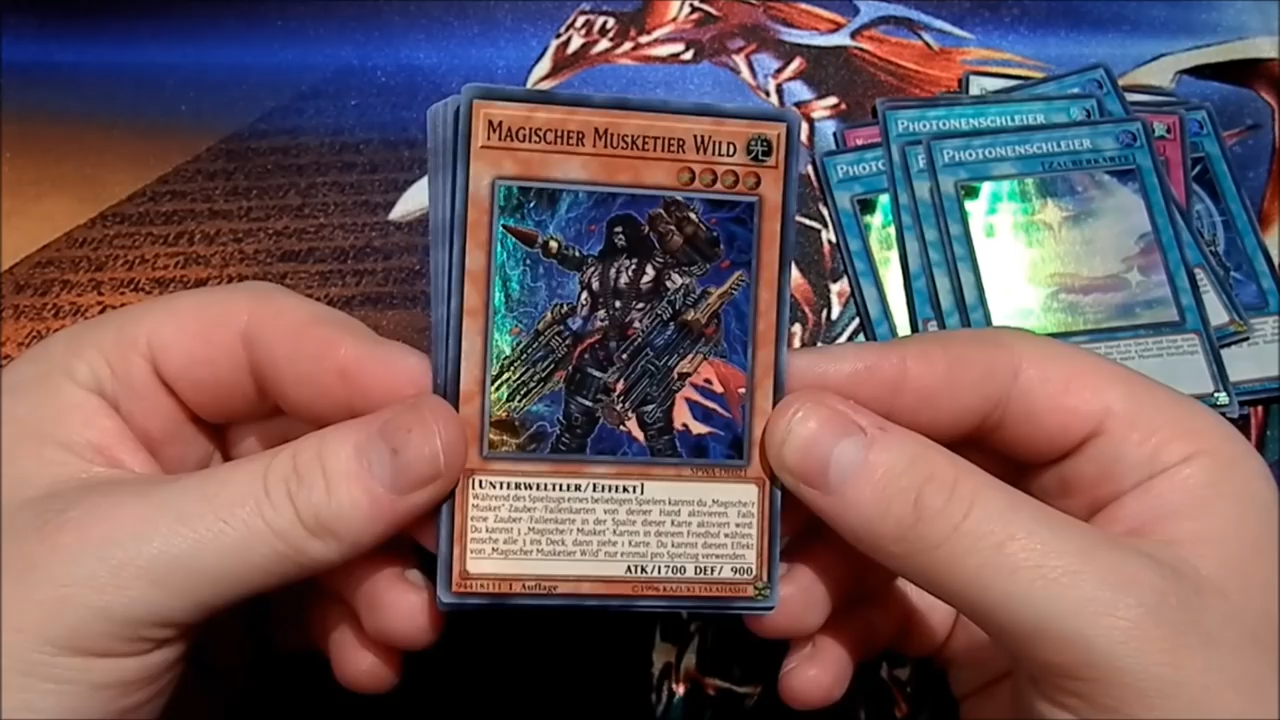 MAGISCHER MUSKETIER WILD
光
[UNTERWELTLER/EFFEKT]
Während des Spielzugs eines beliebigen Spielers kannst du „Magische/r
Musket"-Zauber-/Fallenkarten von deiner Hand aktivieren. Falls
eine Zauber-/Fallenkarte in der Spalte dieser Karte aktiviert wird:
Du kannst 3 „Magische/r Musket"-Karten in deinem Friedhof wählen;
mische alle 3 ins Deck, dann ziehe 1 Karte. Du kannst diesen Effekt
von „Magischer Musketier Wild" nur einmal pro Spielzug verwenden.
ATK/1700 DEF/ 900
94418111 1. Auflage
©1996 KAZUKI TAKAHASHI
PHOTONENSCHLEIER
PHOTONENSCHLEIER
ZAUBERKARTE
PHOTO